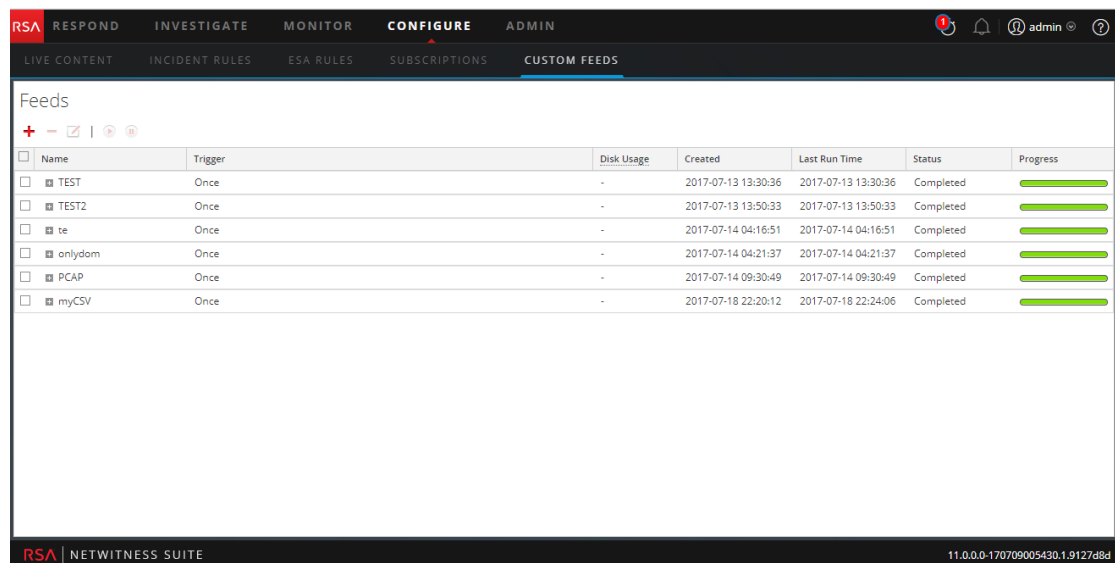 RSA RESPOND INVESTIGATE MONITOR CONFIGURE ADMIN 1 admin ?
LIVE CONTENT INCIDENT RULES ESA RULES SUBSCRIPTIONS CUSTOM FEEDS
Feeds
Name Trigger Disk Usage Created Last Run Time Status Progress
TEST Once - 2017-07-13 13:30:36 2017-07-13 13:30:36 Completed
TEST2 Once - 2017-07-13 13:50:33 2017-07-13 13:50:33 Completed
te Once - 2017-07-14 04:16:51 2017-07-14 04:16:51 Completed
onlydom Once - 2017-07-14 04:21:37 2017-07-14 04:21:37 Completed
PCAP Once - 2017-07-14 09:30:49 2017-07-14 09:30:49 Completed
myCSV Once - 2017-07-18 22:20:12 2017-07-18 22:24:06 Completed
RSA NETWITNESS SUITE 11.0.0.0-170709005430.1.9127d8d